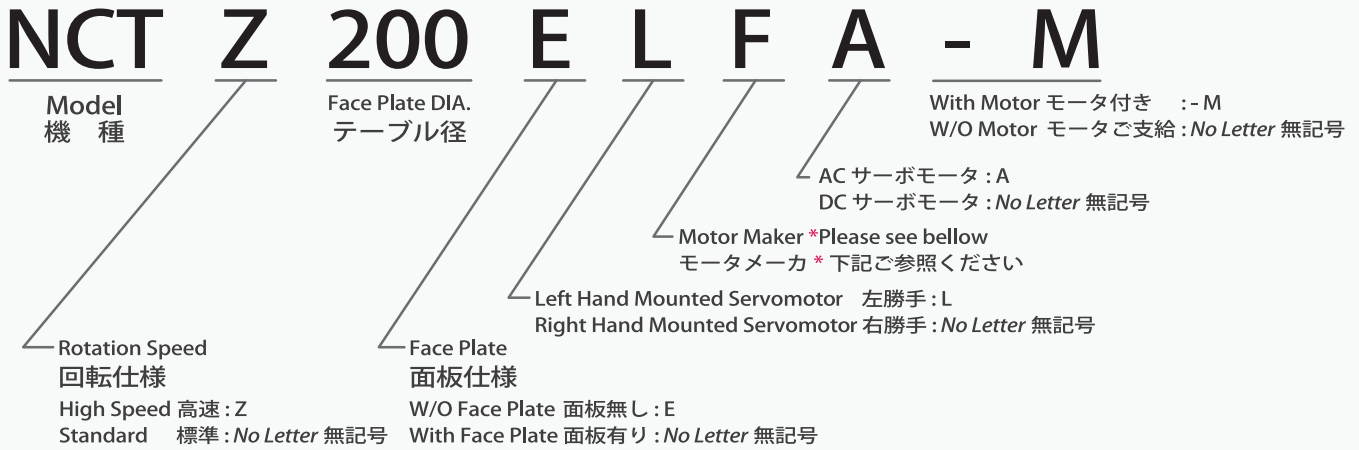 NCT Z 200 E L F A - M
Model
機 種
Face Plate DIA.
テーブル径
With Motor モータ付き : - M
W/O Motor モータご支給 : No Letter 無記号
AC サーボモータ : A
DC サーボモータ : No Letter 無記号
Motor Maker *Please see bellow
モータメーカ * 下記ご参照ください
Left Hand Mounted Servomotor 左勝手 : L
Right Hand Mounted Servomotor 右勝手 : No Letter 無記号
Rotation Speed
回転仕様
High Speed 高速 : Z
Standard 標準 : No Letter 無記号
Face Plate
面板仕様
W/O Face Plate 面板無し : E
With Face Plate 面板有り : No Letter 無記号